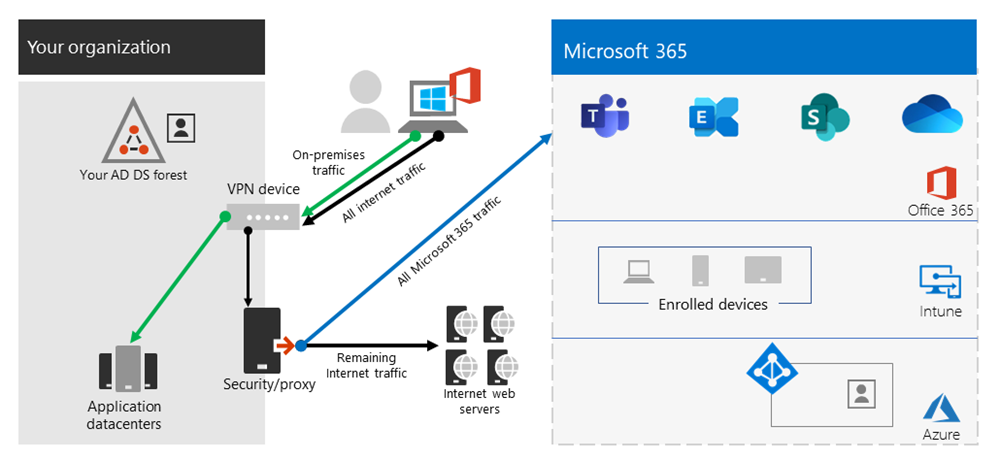 Your organization
Microsoft 365
T
E
S
Your AD DS forest
On-premises
traffic
All internet traffic
VPN device
All Microsoft 365 traffic
Office 365
Enrolled devices
Intune
Security/proxy
Remaining
Internet traffic
Internet web
servers
Application
datacenters
Azure